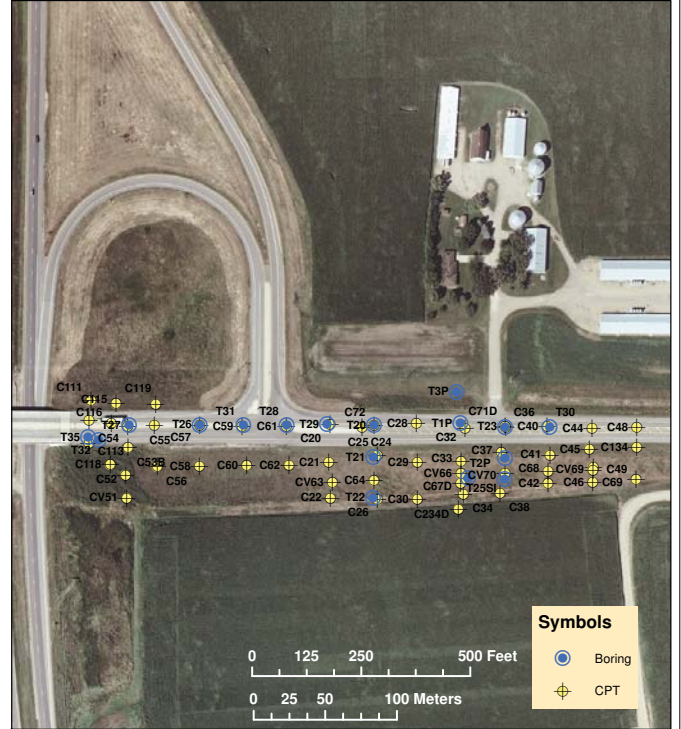 T3P
C111
C115
C119
C116
T27
T26
T31
T28
T29
C72
T20
C28
T1P
C71D
T23
C36
C40
T30
C44
C48
T35
C54
C55
C57
C59
C61
C20
C25
C24
C32
T32
C113
C118
C53B
C58
C56
C60
C62
C21
T21
C29
C33
C37
T2P
C41
C45
C134
C52
CV63
C64
CV66
C67D
CV70
C68
CV69
C49
C42
C46
C69
CV51
C22
T22
C26
C30
T25SI
C38
C34
C234D
Symbols
Boring
CPT
0 125 250 500 Feet
0 25 50 100 Meters